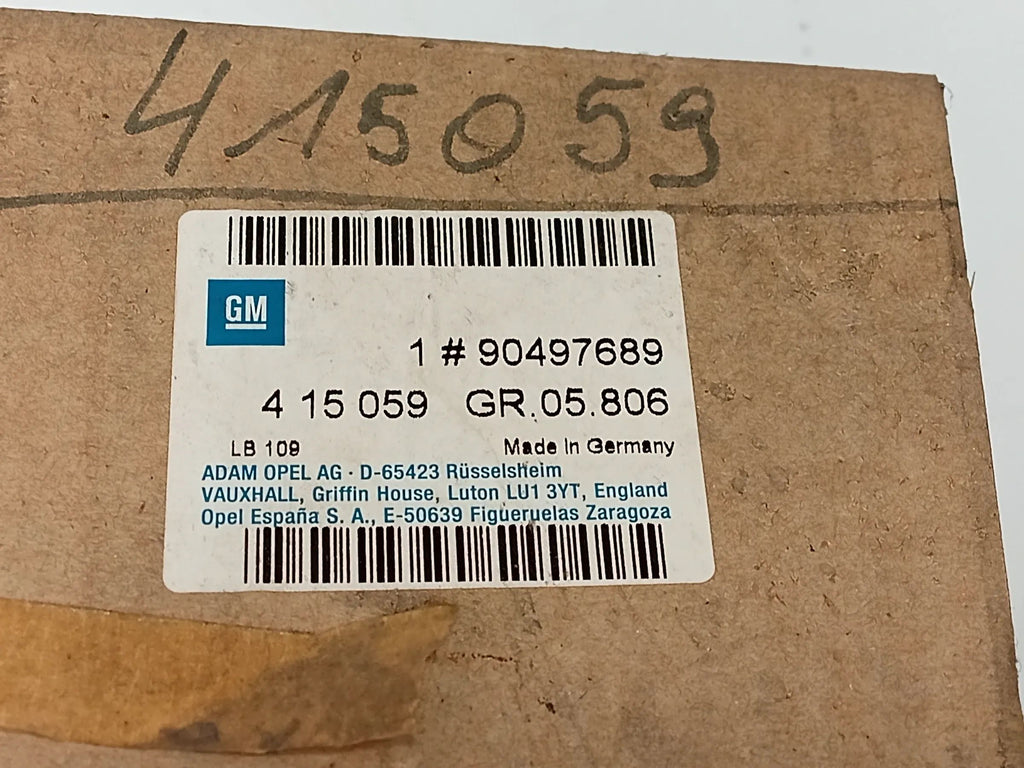 415059
GM
1 # 90497689
4 15 059 GR.05.806
LB 109 Made In Germany
ADAM OPEL AG · D-65423 Rüsselsheim
VAUXHALL, Griffin House, Luton LU1 3YT, England
Opel España S. A., E-50639 Figueruelas Zaragoza